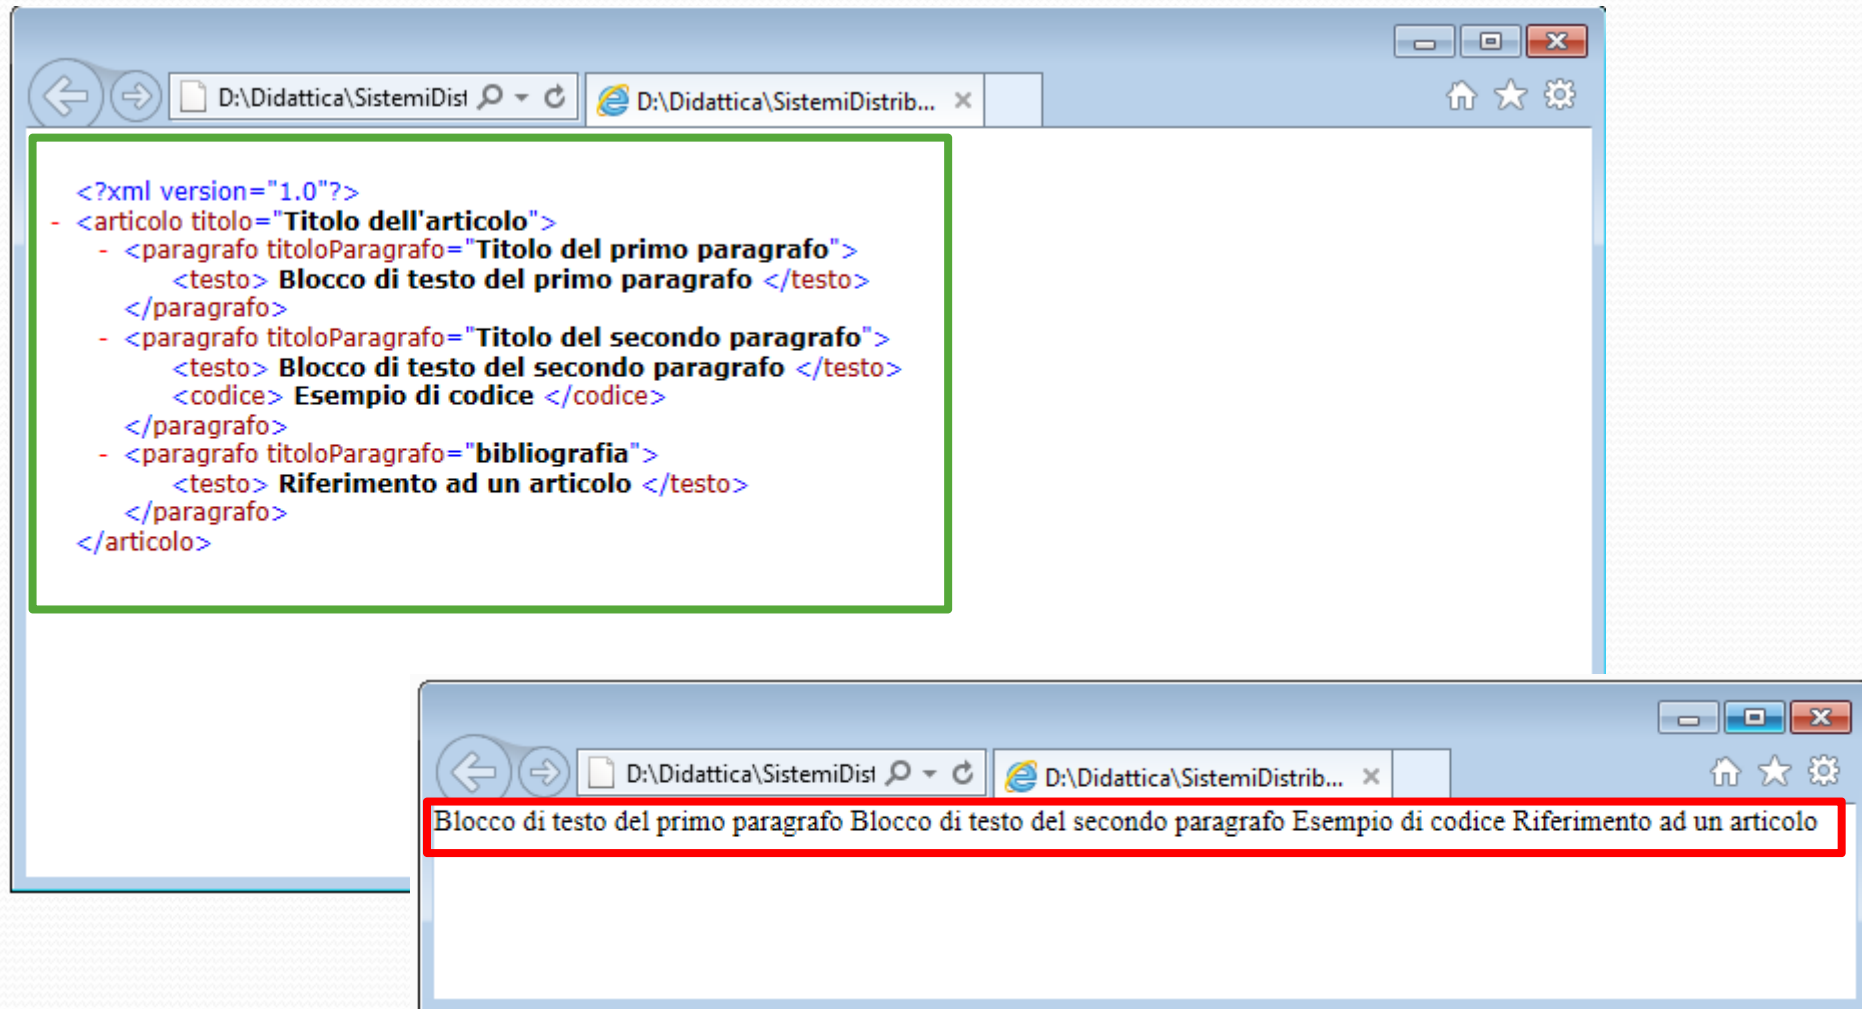 D:\Didattica\SistemiDist
D:\Didattica\SistemiDistrib...
<?xml version="1.0"?>
- <articolo titolo="Titolo dell'articolo">
- <paragrafo titoloParagrafo="Titolo del primo paragrafo">
<testo> Blocco di testo del primo paragrafo </testo>
</paragrafo>
- <paragrafo titoloParagrafo="Titolo del secondo paragrafo">
<testo> Blocco di testo del secondo paragrafo </testo>
<codice> Esempio di codice </codice>
</paragrafo>
- <paragrafo titoloParagrafo="bibliografia">
<testo> Riferimento ad un articolo </testo>
</paragrafo>
</articolo>
D:\Didattica\SistemiDist
D:\Didattica\SistemiDistrib...
Blocco di testo del primo paragrafo Blocco di testo del secondo paragrafo Esempio di codice Riferimento ad un articolo